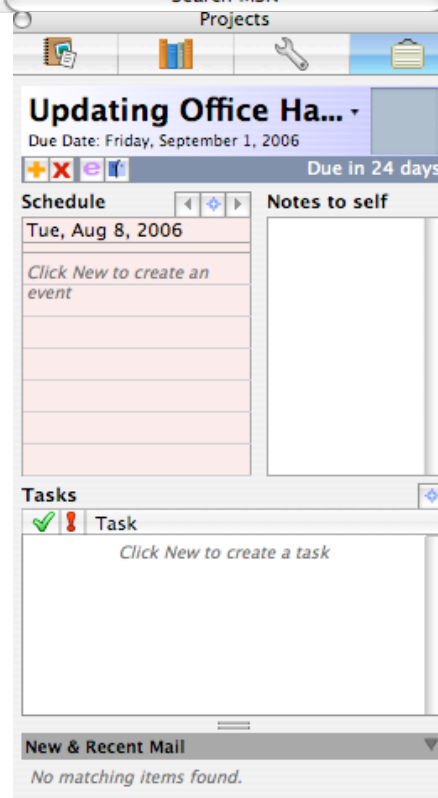 Projects
Updating Office Ha...
Due Date: Friday, September 1, 2006
Due in 24 days
Schedule
Notes to self
Tue, Aug 8, 2006
Click New to create an
event
Tasks
Task
Click New to create a task
New & Recent Mail
No matching items found.